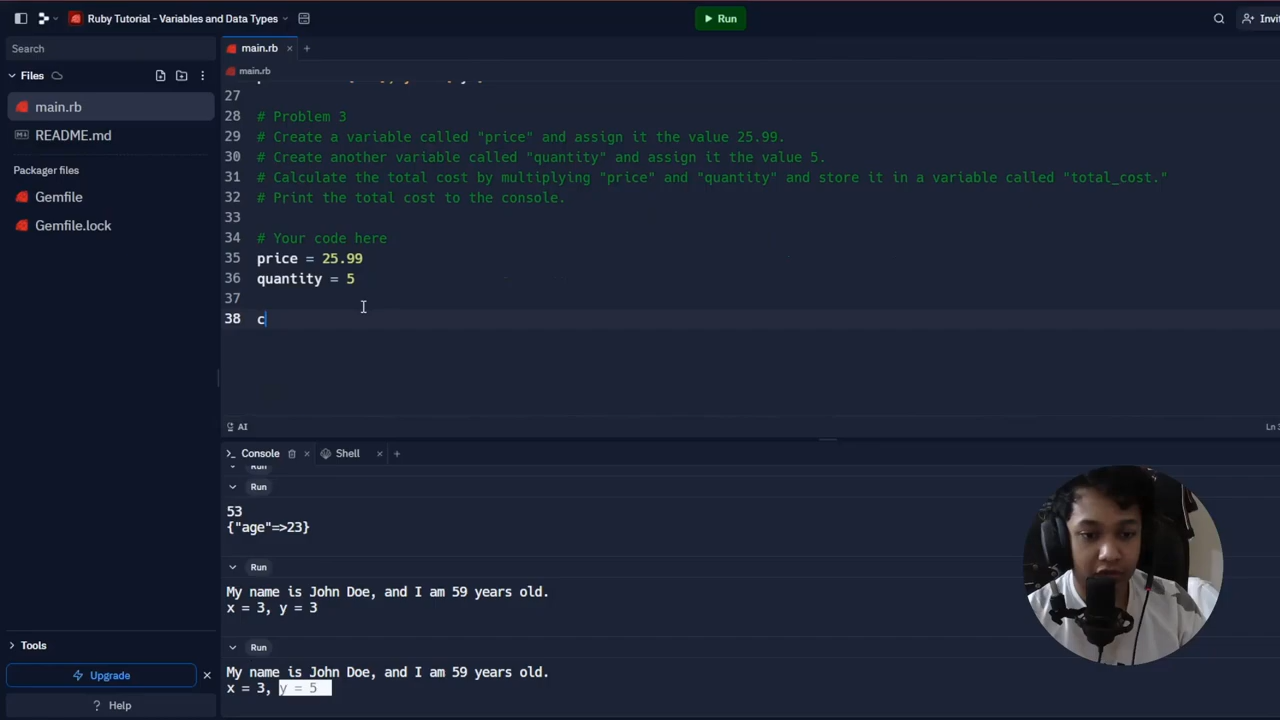 Ruby Tutorial - Variables and Data Types
Run
Invi
Search
main.rb
Files
main.rb
main.rb
README.md
Packager files
Gemfile
Gemfile.lock
27
28 # Problem 3
29 # Create a variable called "price" and assign it the value 25.99.
30 # Create another variable called "quantity" and assign it the value 5.
31 # Calculate the total cost by multiplying "price" and "quantity" and store it in a variable called "total_cost."
32 # Print the total cost to the console.
33
34 # Your code here
35 price = 25.99
36 quantity = 5
37
38 c
AI
Ln
Console
Shell
Run
Run
53
{"age"=>23}
Run
My name is John Doe, and I am 59 years old.
x = 3, y = 3
Run
My name is John Doe, and I am 59 years old.
x = 3, y = 5
Tools
Upgrade
Help